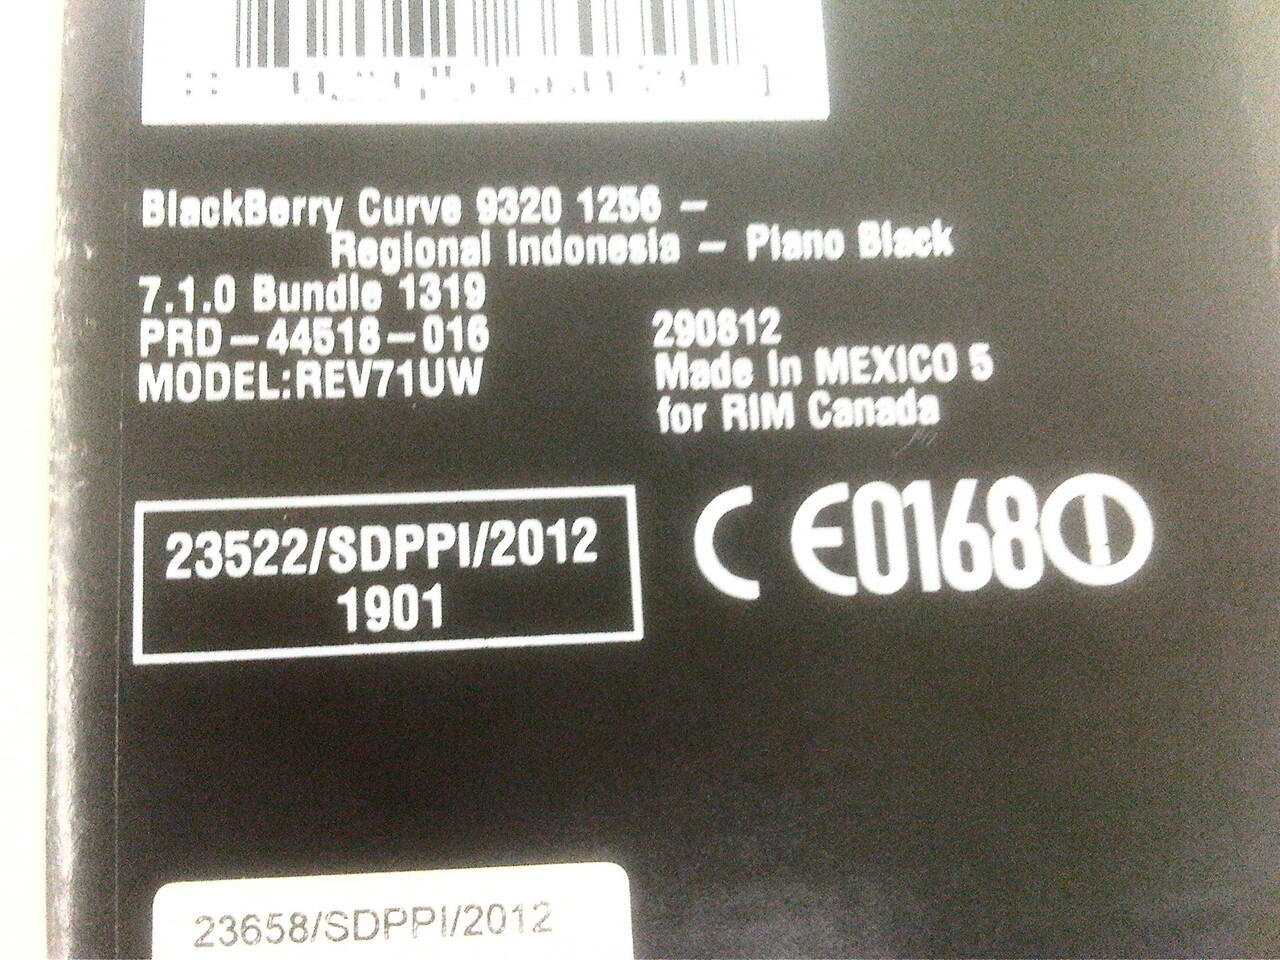 BlackBerry Curve 9320 1256 –
Regional Indonesia – Piano Black
7.1.0 Bundle 1319
PRD–44518–016
MODEL:REV71UW
290812
Made In MEXICO 5
for RIM Canada
23522/SDPPI/2012
1901
CE0168
23658/SDPPI/2012